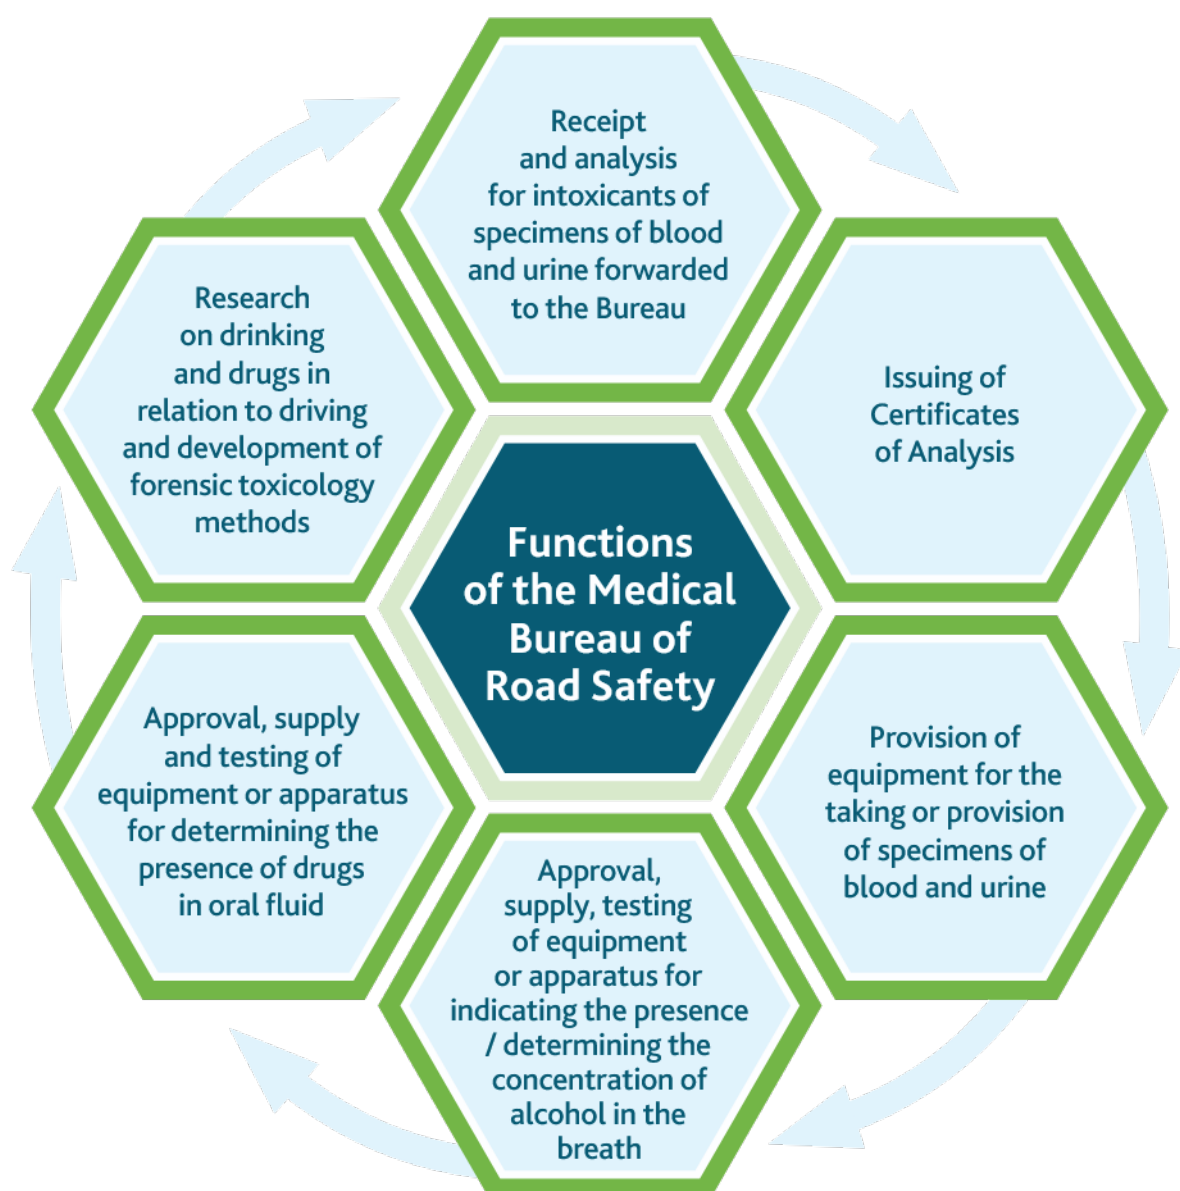 Receipt
and analysis
for intoxicants of
specimens of blood
and urine forwarded
to the Bureau
Issuing of
Certificates
of Analysis
Provision of
equipment for the
taking or provision
of specimens of
blood and urine
Approval,
supply, testing
of equipment
or apparatus for
indicating the presence
/ determining the
concentration of
alcohol in the
breath
Approval, supply
and testing of
equipment or apparatus
for determining the
presence of drugs
in oral fluid
Research
on drinking
and drugs in
relation to driving
and development of
forensic toxicology
methods
Functions
of the Medical
Bureau of
Road Safety